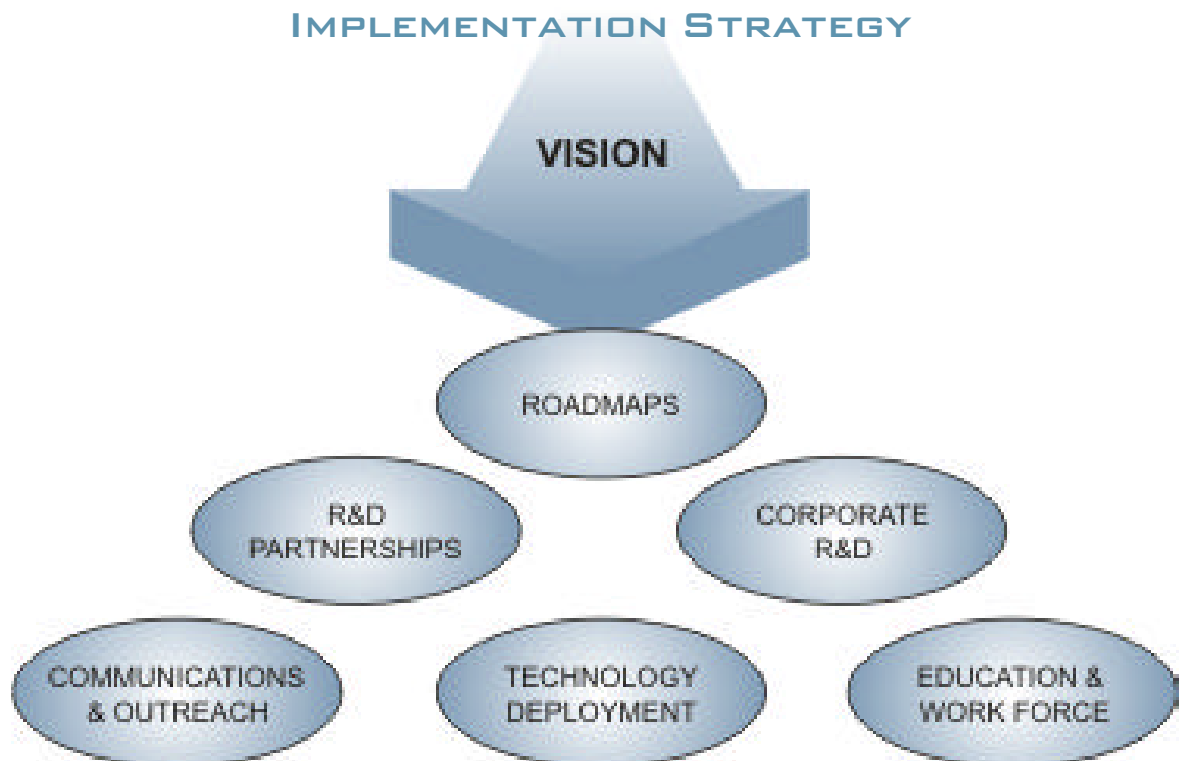 IMPLEMENTATION STRATEGY
VISION
ROADMAPS
R&D
PARTNERSHIPS
CORPORATE
R&D
COMMUNICATIONS
& OUTREACH
TECHNOLOGY
DEPLOYMENT
EDUCATION &
WORK FORCE